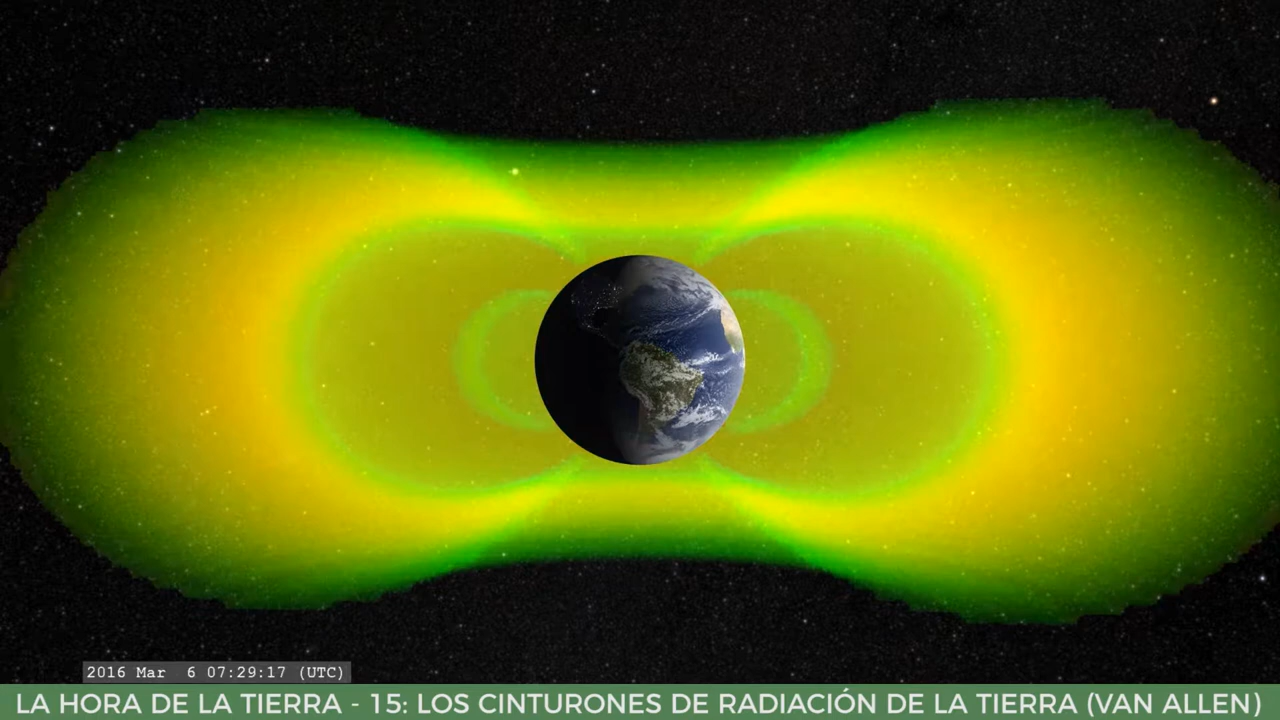 2016 Mar  6 07:29:17 (UTC)
LA HORA DE LA TIERRA - 15: LOS CINTURONES DE RADIACIÓN DE LA TIERRA (VAN ALLEN)